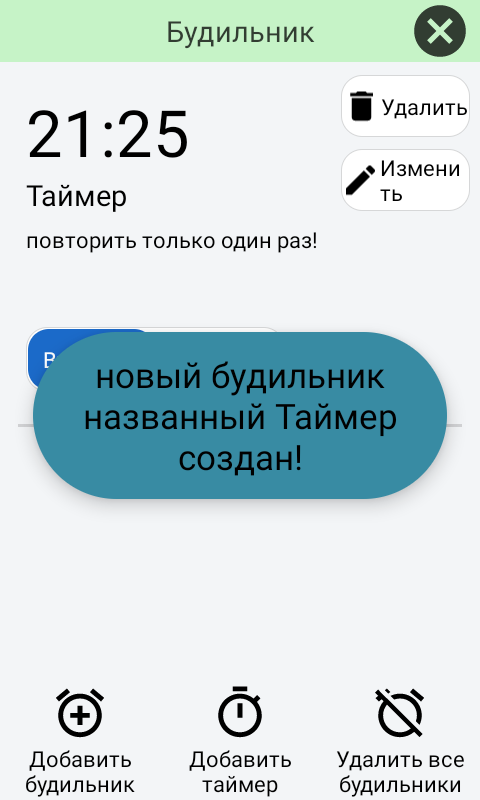 Будильник
21:25
Удалить
Таймер
Измени
ть
повторить только один раз!
новый будильник
названный Таймер
создан!
Добавить
будильник
Добавить
таймер
Удалить все
будильники